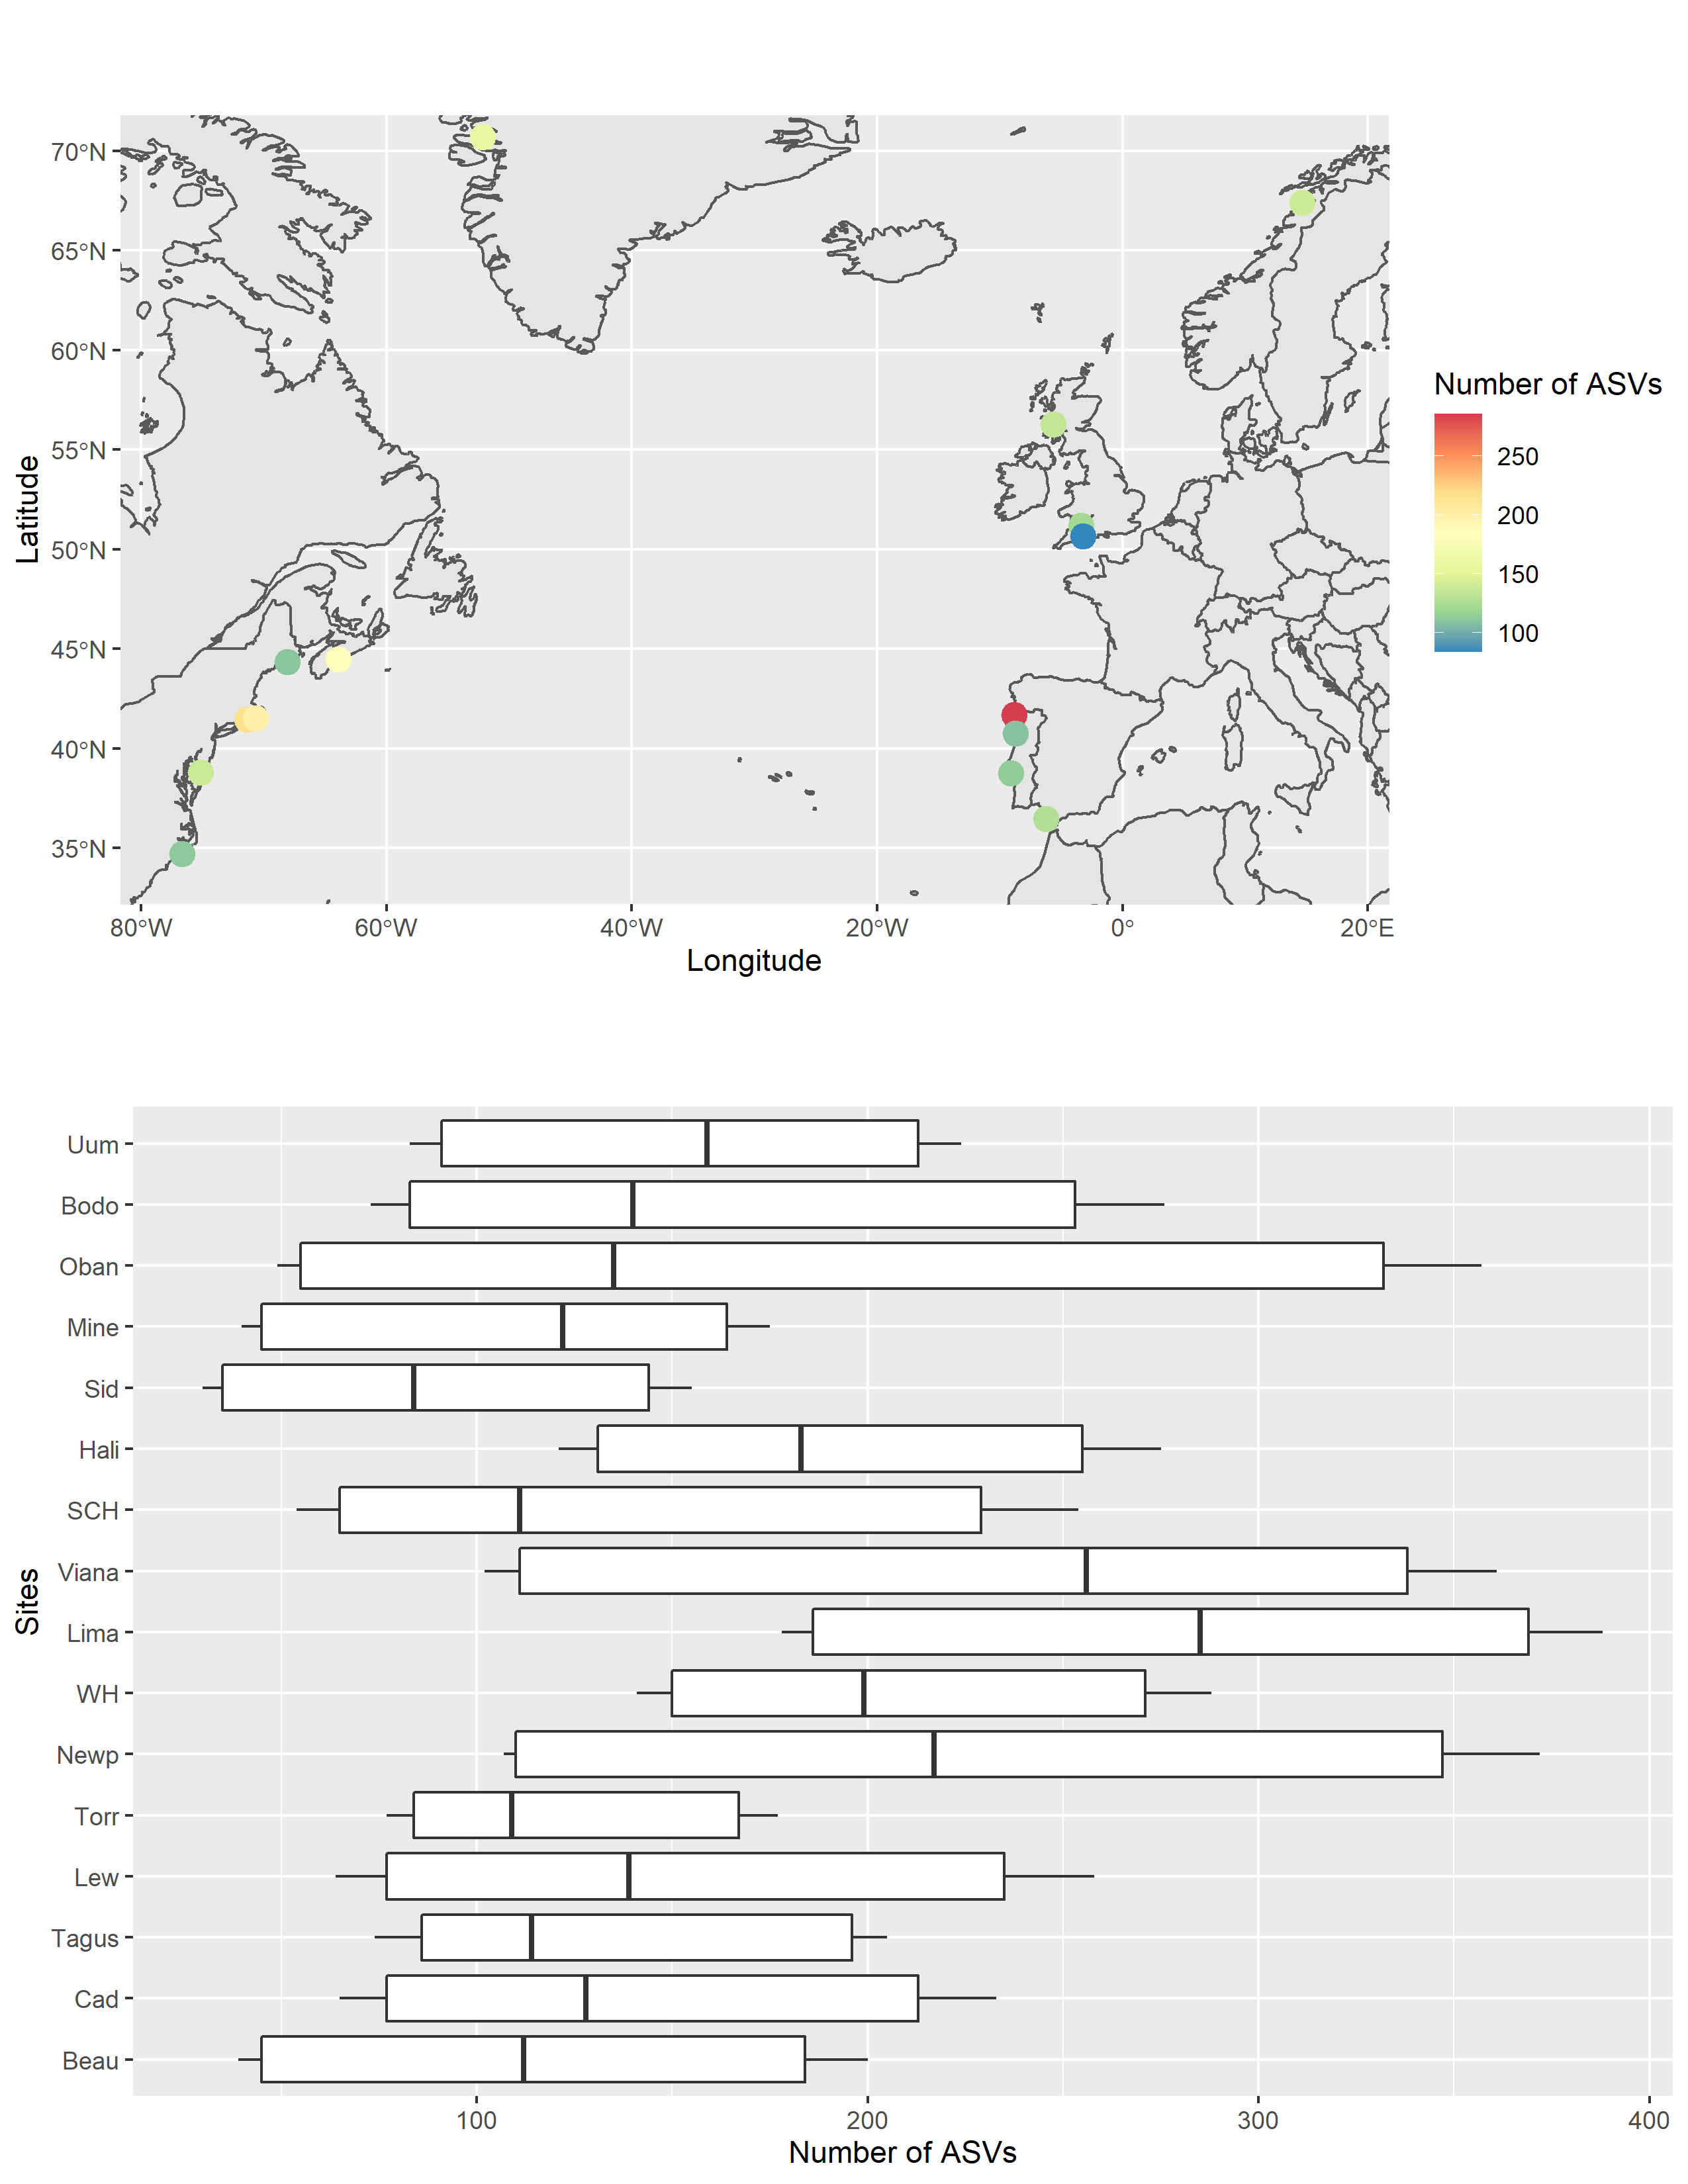 70°N
65°N
60°N
55°N
50°N
45°N
40°N
35°N
Latitude
80°W 60°W 40°W 20°W 0° 20°E
Longitude
Number of ASVs
250
200
150
100
Uum
Bodo
Oban
Mine
Sid
Hali
SCH
Viana
Lima
WH
Newp
Torr
Lew
Tagus
Cad
Beau
Sites
100 200 300 400
Number of ASVs